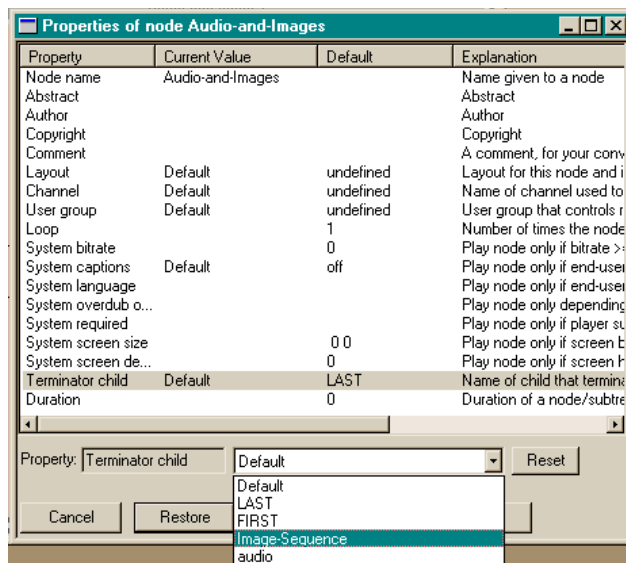 Properties of node Audio-and-Images
Property Current Value Default Explanation
Node name Audio-and-Images Name given to a node
Abstract Abstract
Author Author
Copyright Copyright
Comment A comment, for your conv
Layout Default undefined Layout for this node and i
Channel Default undefined Name of channel used to
User group Default undefined User group that controls r
Loop 1 Number of times the node
System bitrate 0 Play node only if bitrate >=
System captions Default off Play node only if end-user
System language Play node only if end-user
System overdub o... Play node only depending
System required Play node only if player su
System screen size 0 0 Play node only if screen b
System screen de... 0 Play node only if screen h
Terminator child Default LAST Name of child that termina
Duration 0 Duration of a node/subtre
Property: Terminator child Default Reset
Default
LAST
Cancel Restore FIRST
Image-Sequence
audio